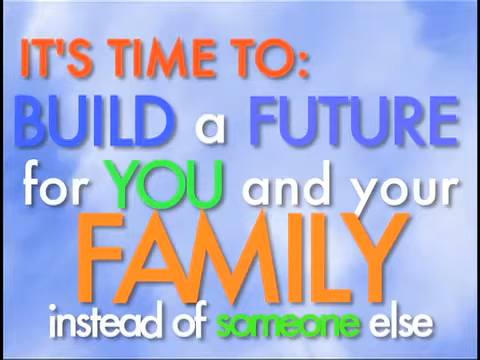 IT'S TIME TO:
BUILD a FUTURE
for YOU and your
FAMILY
instead of someone else